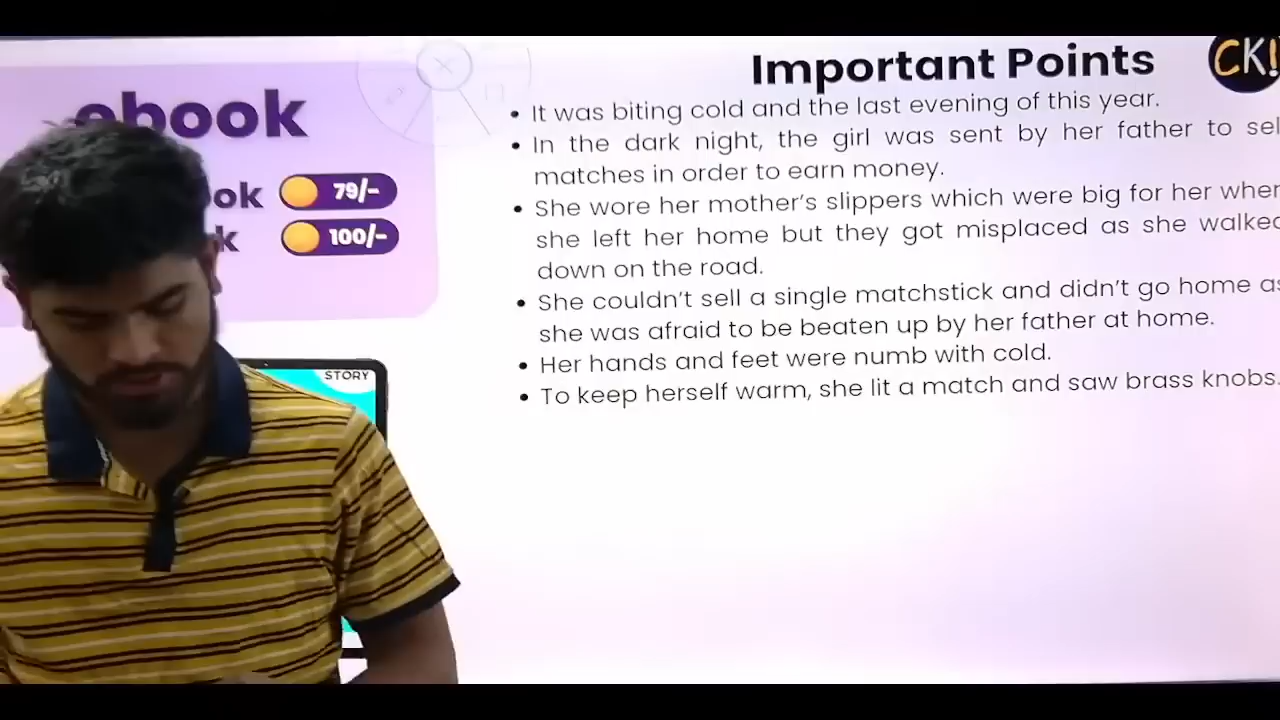 ebook
ok 79/-
k 100/-
STORY
Important Points
CK!
• It was biting cold and the last evening of this year.
• In the dark night, the girl was sent by her father to sel
matches in order to earn money.
• She wore her mother's slippers which were big for her when
she left her home but they got misplaced as she walked
down on the road.
• She couldn't sell a single matchstick and didn't go home as
she was afraid to be beaten up by her father at home.
• Her hands and feet were numb with cold.
• To keep herself warm, she lit a match and saw brass knobs.